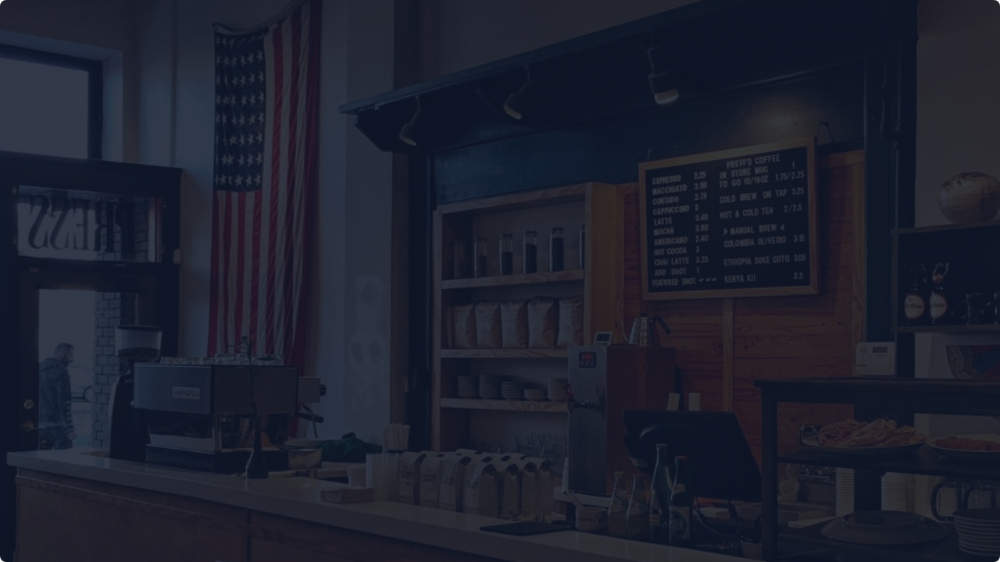 PRESS
ESPRESSO 2.25
MACCHIATO 2.50
CORTADO 2.75
CAPPUCCINO 3
LATTE 3.40
MOCHA 3.90
AMERICANO 2.40
HOT COCOA 3
CHAI LATTE 3.25
ADD SHOT 1
FEATURED SHOT
PRESS'D COFFEE
IN STORE MUG 1
TO GO 10/16OZ 1.75/2.25
COLD BREW ON TAP 3.25
HOT & COLD TEA 2/2.5
MANUAL BREW
COLOMBIA OLIVERIO 3.15
ETHIOPIA SUKE QUTO 3.05
KENYA KII 3.5